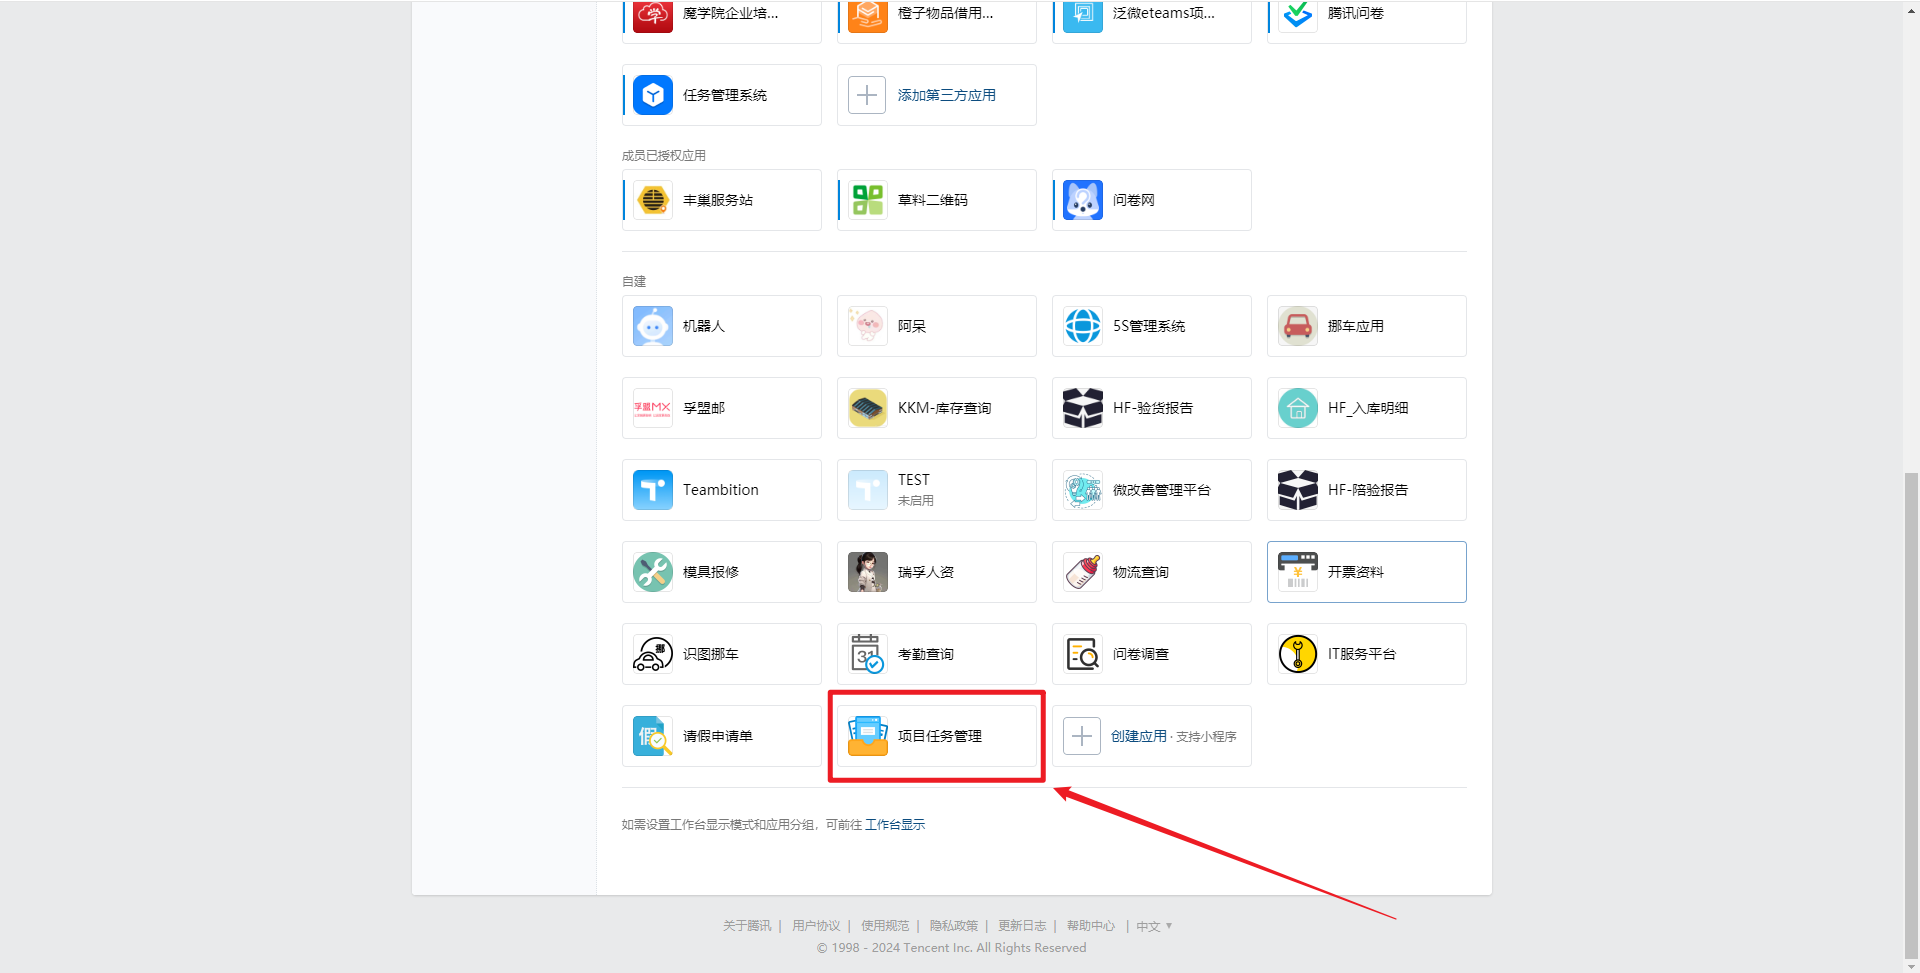 魔学院企业培...
橙子物品借用...
泛微eteams项...
腾讯问卷
任务管理系统
添加第三方应用
成员已授权应用
丰巢服务站
草料二维码
问卷网
自建
机器人
阿呆
5S管理系统
挪车应用
孚盟MX
孚盟邮
KKM-库存查询
HF-验货报告
HF_入库明细
Teambition
TEST
未启用
微改善管理平台
HF-陪验报告
模具报修
瑞孚人资
物流查询
开票资料
挪
识图挪车
31
考勤查询
问卷调查
IT服务平台
假
请假申请单
项目任务管理
创建应用 · 支持小程序
如需设置工作台显示模式和应用分组，可前往 工作台显示
关于腾讯 | 用户协议 | 使用规范 | 隐私政策 | 更新日志 | 帮助中心 | 中文 ▼
© 1998 - 2024 Tencent Inc. All Rights Reserved